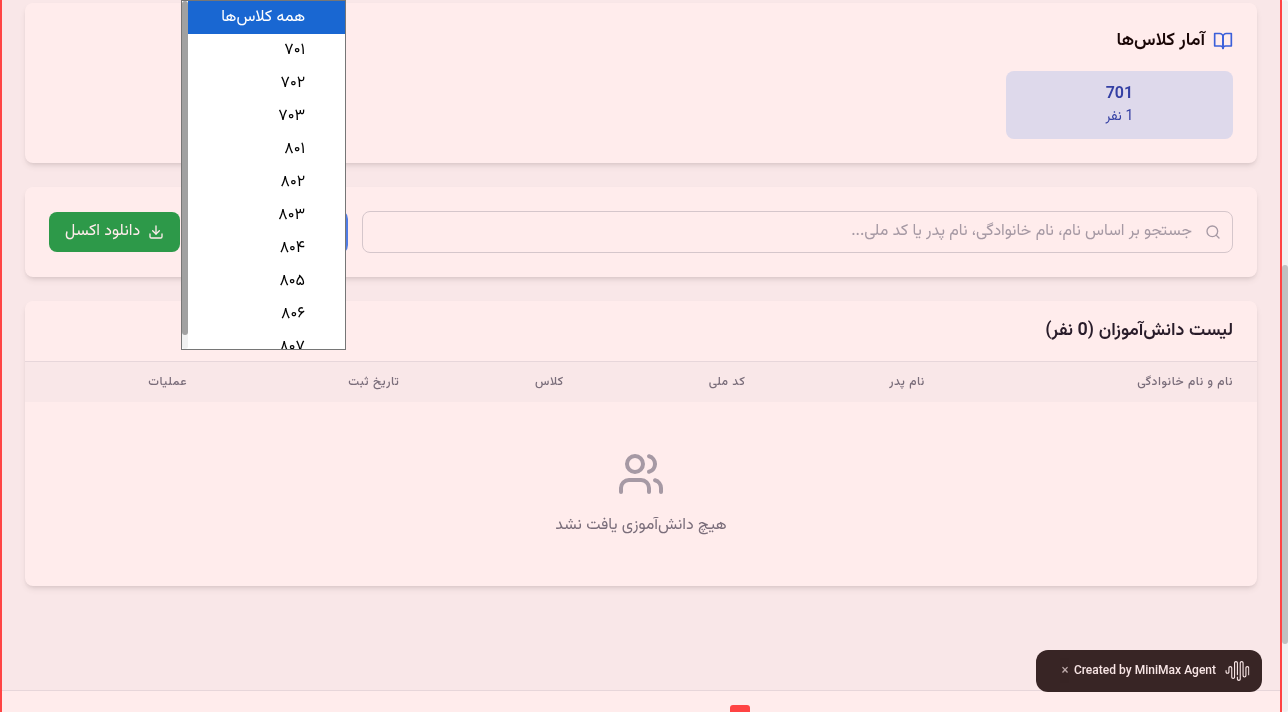 آمار کلاس‌ها
701
1 نفر
همه کلاس‌ها
۷۰۱
۷۰۲
۷۰۳
۸۰۱
۸۰۲
۸۰۳
۸۰۴
۸۰۵
۸۰۶
۸۰۷
جستجو بر اساس نام، نام خانوادگی، نام پدر یا کد ملی...
دانلود اکسل
لیست دانش‌آموزان (0 نفر)
نام و نام خانوادگی
نام پدر
کد ملی
کلاس
تاریخ ثبت
عملیات
هیچ دانش‌آموزی یافت نشد
Created by MiniMax Agent ×